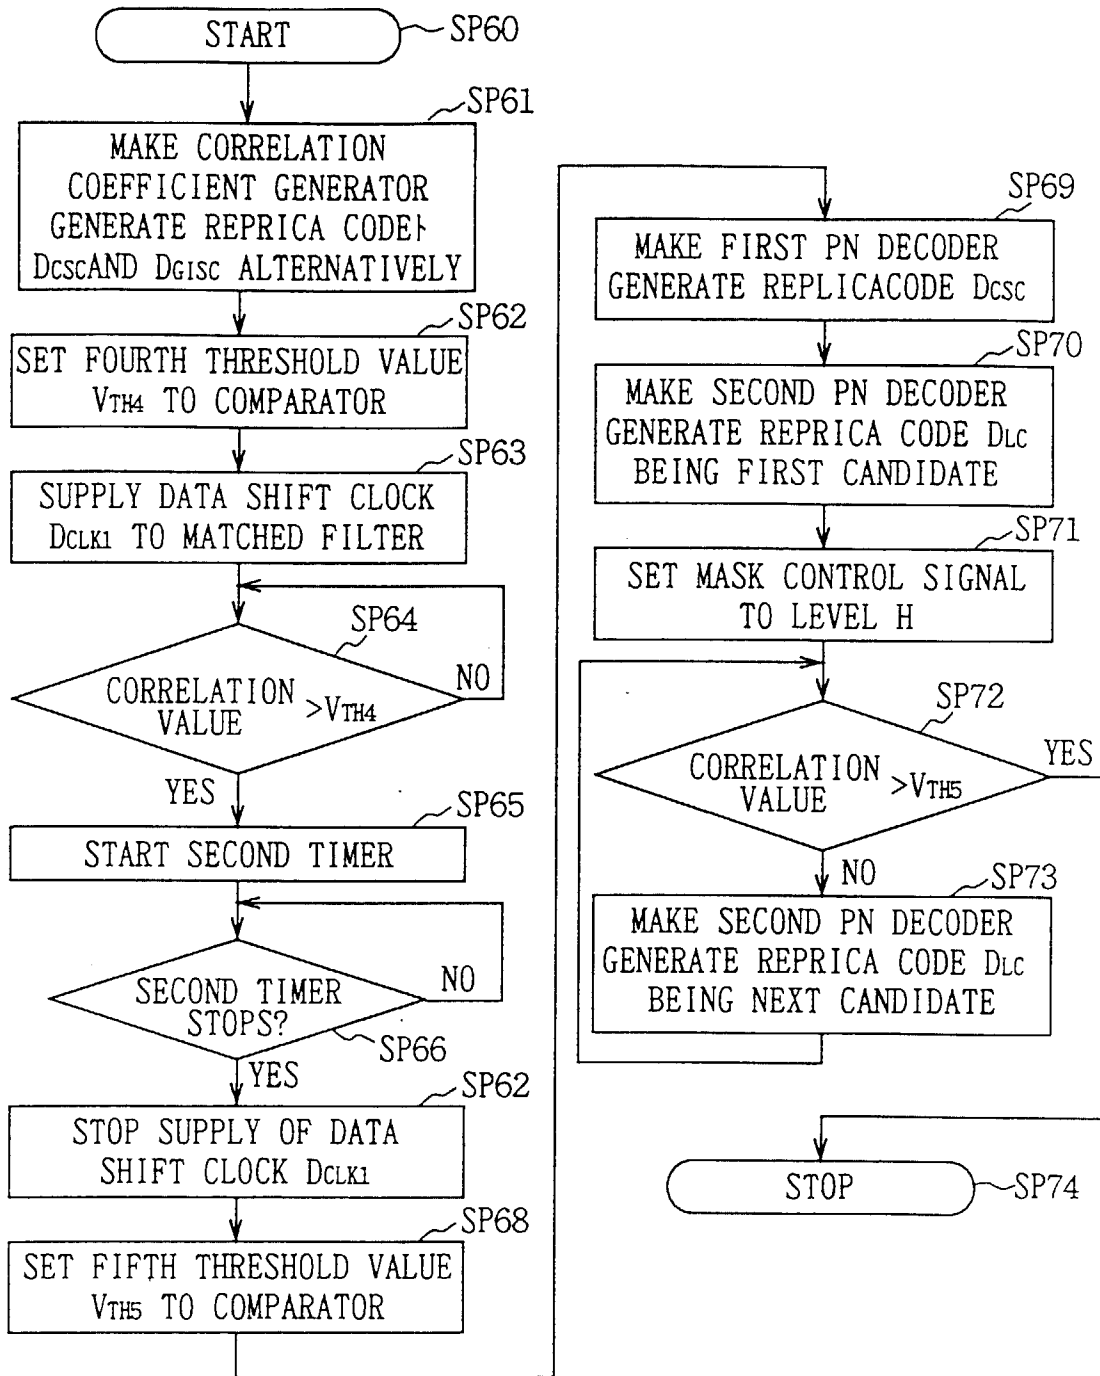 START
SP60
SP61
MAKE CORRELATION
COEFFICIENT GENERATOR
GENERATE REPRICA CODE
DCSC AND DGISC ALTERNATIVELY
SP62
SET FOURTH THRESHOLD VALUE
VTH4 TO COMPARATOR
SP63
SUPPLY DATA SHIFT CLOCK
DCLK1 TO MATCHED FILTER
SP64
CORRELATION
VALUE >VTH4
NO
YES
SP65
START SECOND TIMER
SECOND TIMER
STOPS?
NO
SP66
YES
SP62
STOP SUPPLY OF DATA
SHIFT CLOCK DCLK1
SP68
SET FIFTH THRESHOLD VALUE
VTH5 TO COMPARATOR
SP69
MAKE FIRST PN DECODER
GENERATE REPLICACODE DCSC
SP70
MAKE SECOND PN DECODER
GENERATE REPRICA CODE DLC
BEING FIRST CANDIDATE
SP71
SET MASK CONTROL SIGNAL
TO LEVEL H
SP72
CORRELATION
VALUE >VTH5
YES
NO
SP73
MAKE SECOND PN DECODER
GENERATE REPRICA CODE DLC
BEING NEXT CANDIDATE
STOP
SP74